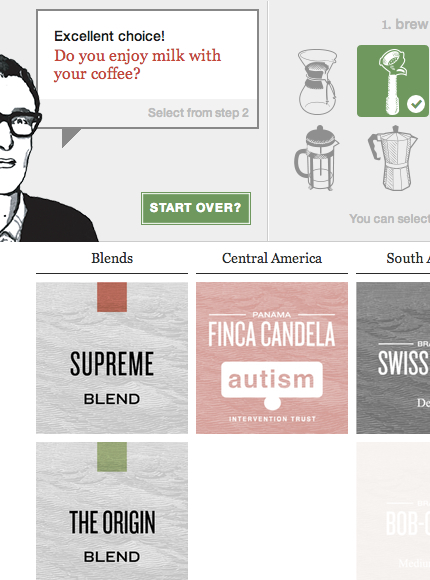 Excellent choice!
Do you enjoy milk with
your coffee?
Select from step 2
START OVER?
1. brew
You can select
Blends
Central America
South A
SUPREME
BLEND
PANAMA
FINCA CANDELA
autism
INTERVENTION TRUST
BRA
SWISS
De
THE ORIGIN
BLEND
BOB-O
Mediu